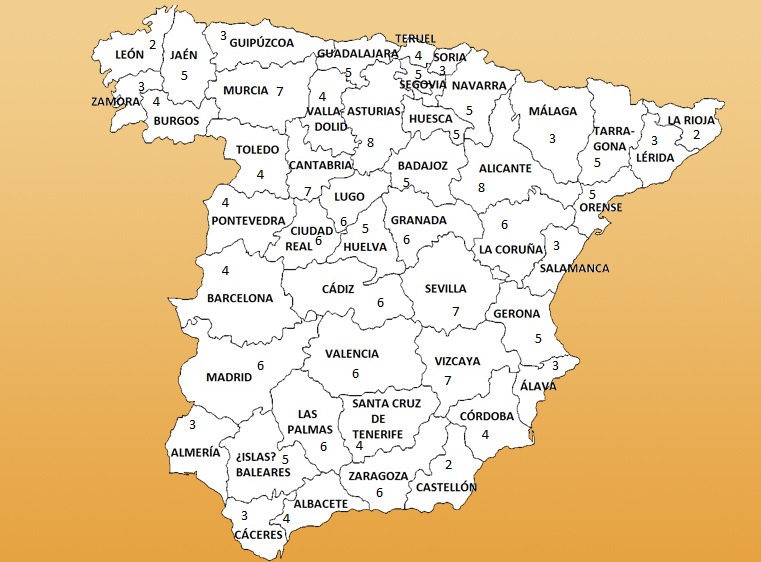 TERUEL
LEÓN 2
JAÉN
5
3 GUIPÚZCOA
GUADALAJARA
5
4
SORIA
3
5
SEGOVIA
NAVARRA
5
ZAMORA
3
4
BURGOS
MURCIA 7
4
VALLA-
DOLID
ASTURIAS
8
HUESCA
5
MÁLAGA
3
TARRA-
GONA
5
LA RIOJA
2
3
LÉRIDA
TOLEDO
4
CANTABRIA
7
BADAJOZ
5
ALICANTE
8
5
ORENSE
4
PONTEVEDRA
LUGO
6
CIUDAD
REAL 6
5
HUELVA
GRANADA
6
6
LA CORUÑA
3
SALAMANCA
4
BARCELONA
CÁDIZ
6
SEVILLA
7
GERONA
5
MADRID 6
VALENCIA
6
VIZCAYA
7
3
ÁLAVA
3
ALMERÍA
LAS
PALMAS
6
SANTA CRUZ
DE
TENERIFE
4
CÓRDOBA
4
¿ISLAS? 5
BALEARES
ZARAGOZA
6
2
CASTELLÓN
3
CÁCERES
ALBACETE
4